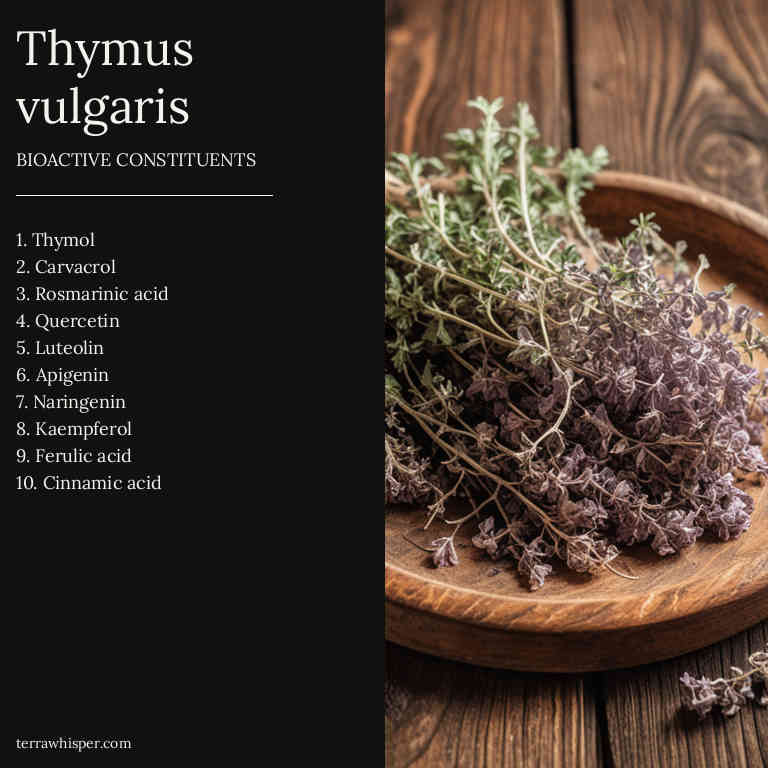 Thymus
vulgaris
BIOACTIVE CONSTITUENTS
1. Thymol
2. Carvacrol
3. Rosmarinic acid
4. Quercetin
5. Luteolin
6. Apigenin
7. Naringenin
8. Kaempferol
9. Ferulic acid
10. Cinnamic acid
terrawhisper.com